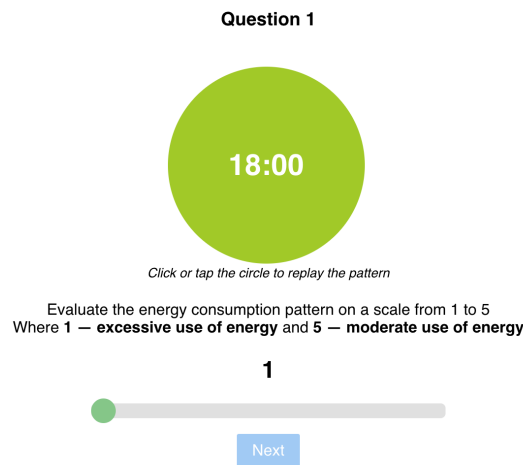 Question 1
18:00
Click or tap the circle to replay the pattern
Evaluate the energy consumption pattern on a scale from 1 to 5
Where 1 — excessive use of energy and 5 — moderate use of energy
1
Next